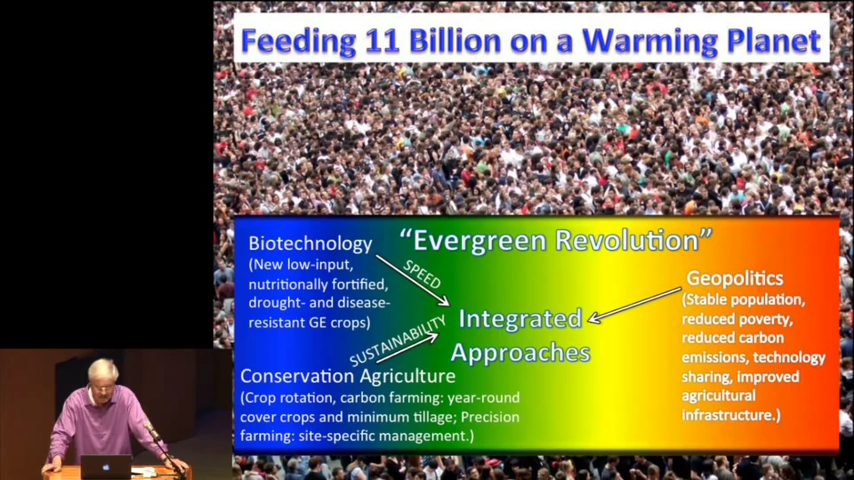 Feeding 11 Billion on a Warming Planet
"Evergreen Revolution"
Biotechnology
(New low-input,
nutritionally fortified,
drought- and disease-
resistant GE crops)
SPEED
SUSTAINABILITY
Integrated
Approaches
Conservation Agriculture
(Crop rotation, carbon farming: year-round
cover crops and minimum tillage; Precision
farming: site-specific management.)
Geopolitics
(Stable population,
reduced poverty,
reduced carbon
emissions, technology
sharing, improved
agricultural
infrastructure.)